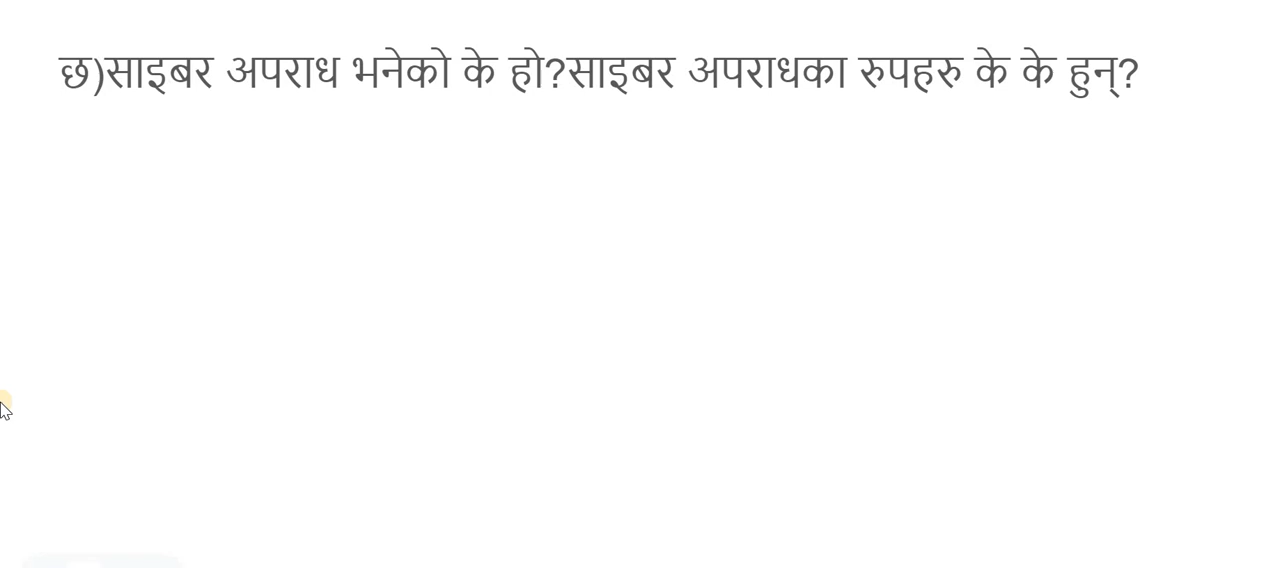 छ)साइबर अपराध भनेको के हो?साइबर अपराधका रुपहरु के के हुन्?